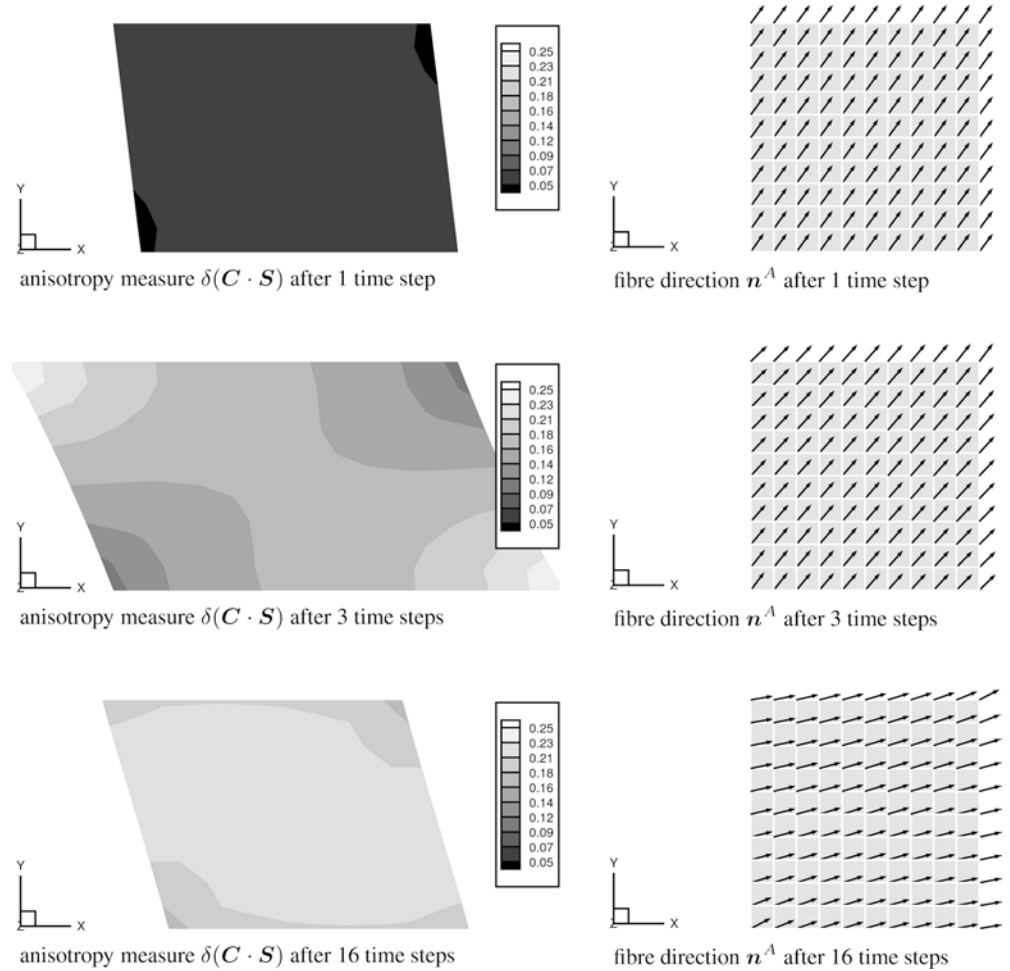 0.25
0.23
0.21
0.18
0.16
0.14
0.12
0.09
0.07
0.05
Y
Z
X
Y
Z
X
anisotropy measure δ(C · S) after 1 time step
fibre direction n^A after 1 time step
0.25
0.23
0.21
0.18
0.16
0.14
0.12
0.09
0.07
0.05
Y
Z
X
Y
Z
X
anisotropy measure δ(C · S) after 3 time steps
fibre direction n^A after 3 time steps
0.25
0.23
0.21
0.18
0.16
0.14
0.12
0.09
0.07
0.05
Y
Z
X
Y
Z
X
anisotropy measure δ(C · S) after 16 time steps
fibre direction n^A after 16 time steps